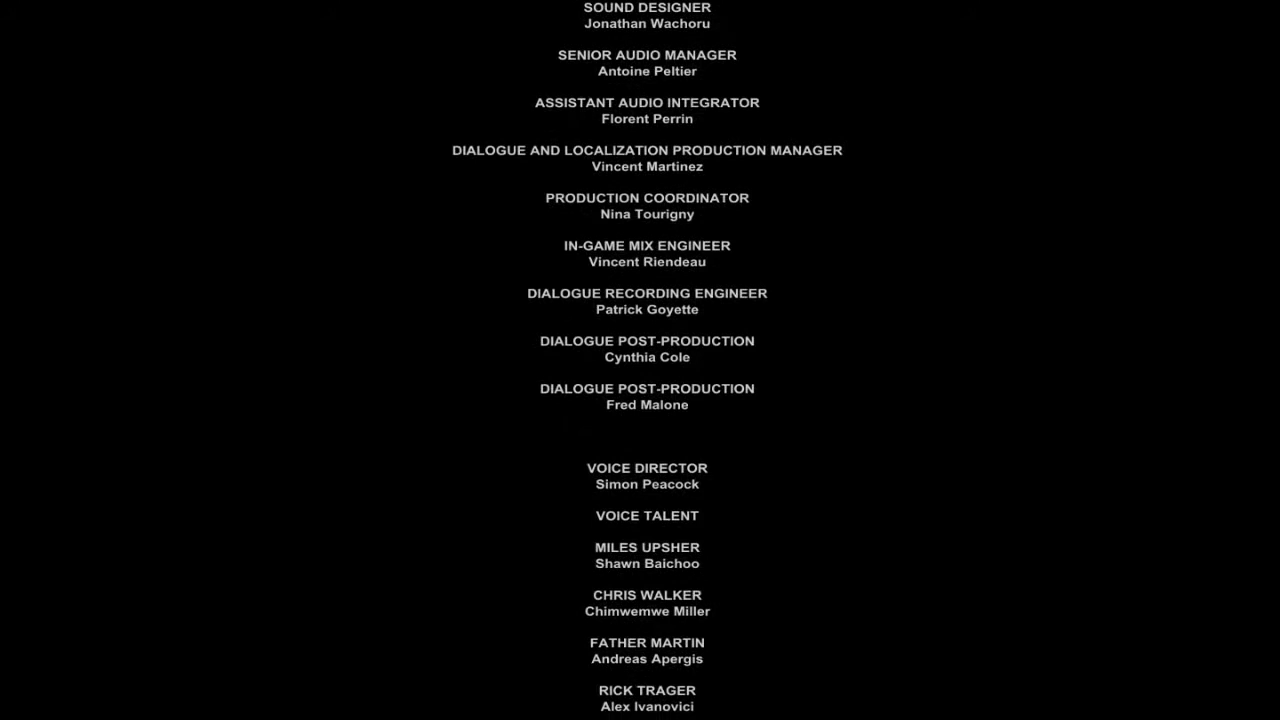 SOUND DESIGNER
Jonathan Wachoru
SENIOR AUDIO MANAGER
Antoine Peltier
ASSISTANT AUDIO INTEGRATOR
Florent Perrin
DIALOGUE AND LOCALIZATION PRODUCTION MANAGER
Vincent Martinez
PRODUCTION COORDINATOR
Nina Tourigny
IN-GAME MIX ENGINEER
Vincent Riendeau
DIALOGUE RECORDING ENGINEER
Patrick Goyette
DIALOGUE POST-PRODUCTION
Cynthia Cole
DIALOGUE POST-PRODUCTION
Fred Malone
VOICE DIRECTOR
Simon Peacock
VOICE TALENT
MILES UPSHER
Shawn Baichoo
CHRIS WALKER
Chimwemwe Miller
FATHER MARTIN
Andreas Apergis
RICK TRAGER
Alex Ivanovici